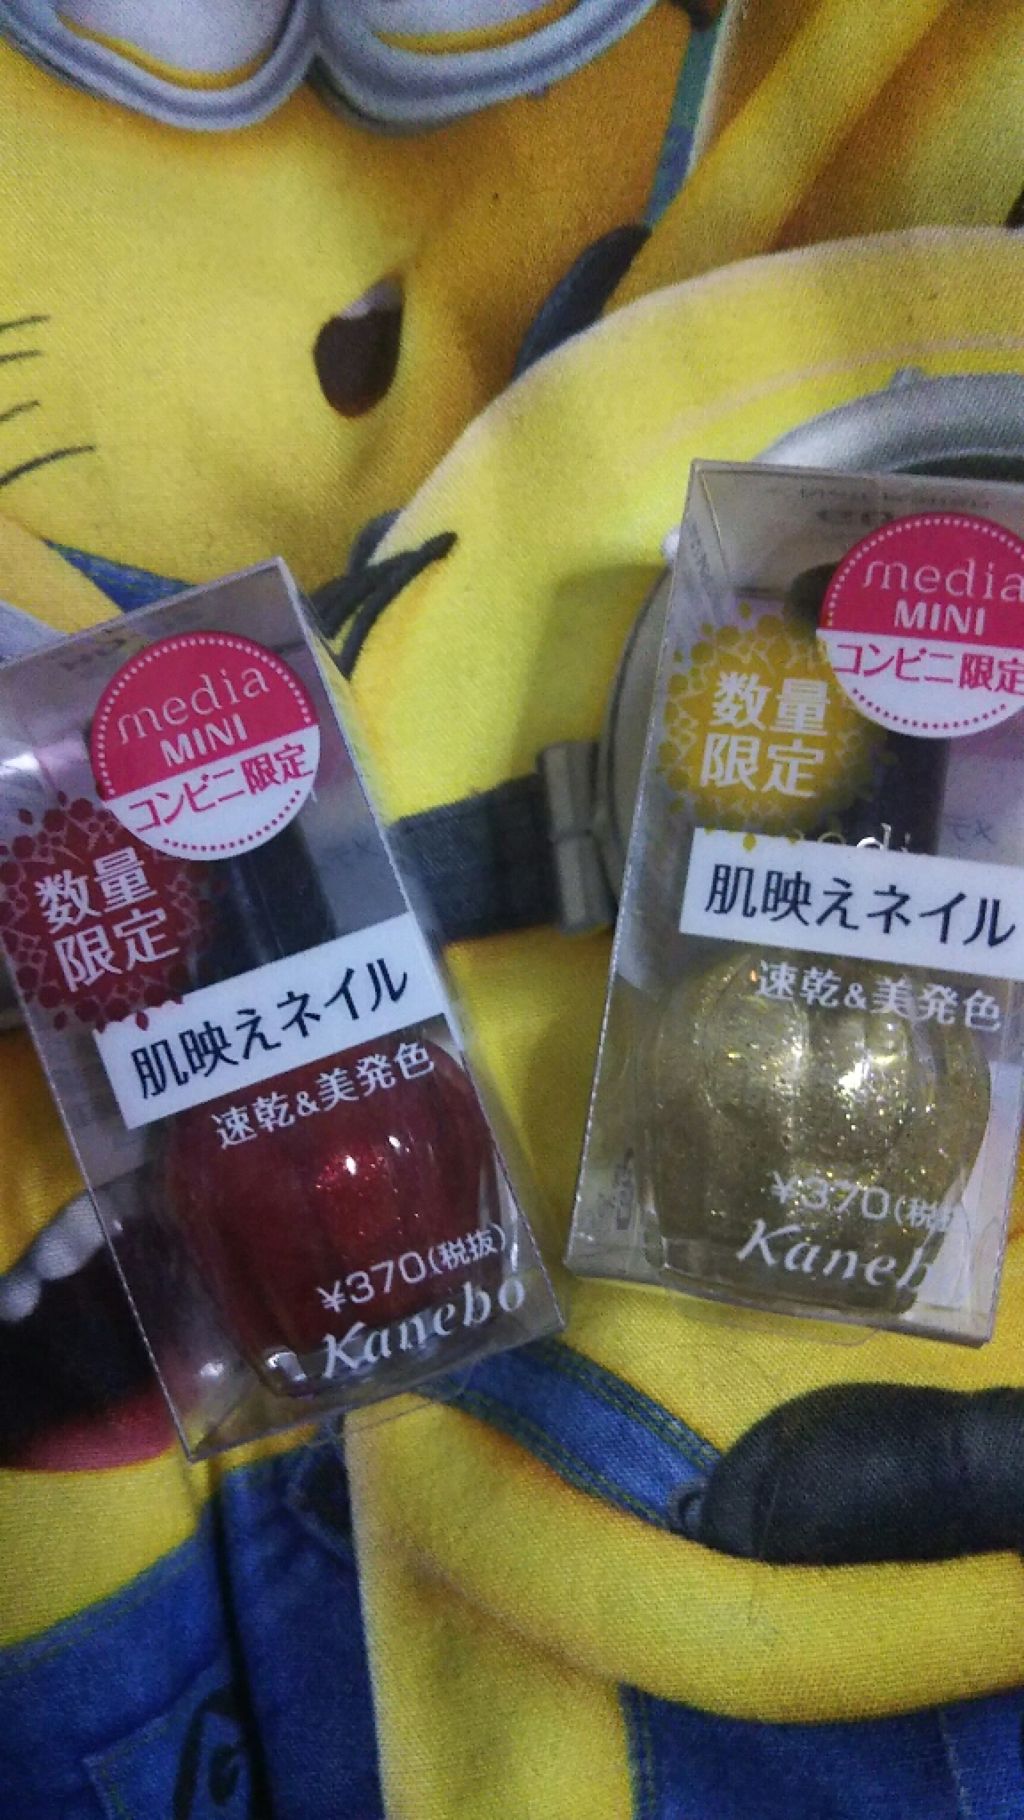 media
MINI
コンビニ限定
数量
限定
肌映えネイル
速乾&美発色
¥370(税抜)
Kanebo
media
MINI
コンビニ限定
数量
限定
肌映えネイル
速乾&美発色
¥370(税抜
Kanebo